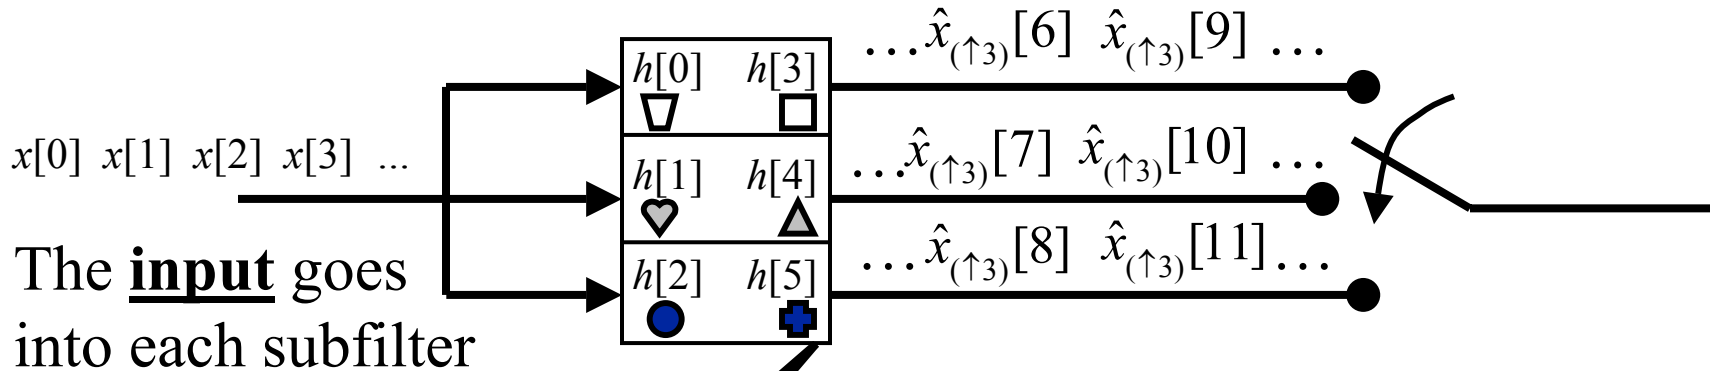 …x̂(↑3)[6] x̂(↑3)[9] …
h[0] h[3]
x[0] x[1] x[2] x[3] ...
…x̂(↑3)[7] x̂(↑3)[10] …
h[1] h[4]
…x̂(↑3)[8] x̂(↑3)[11]…
h[2] h[5]
The input goes
into each subfilter